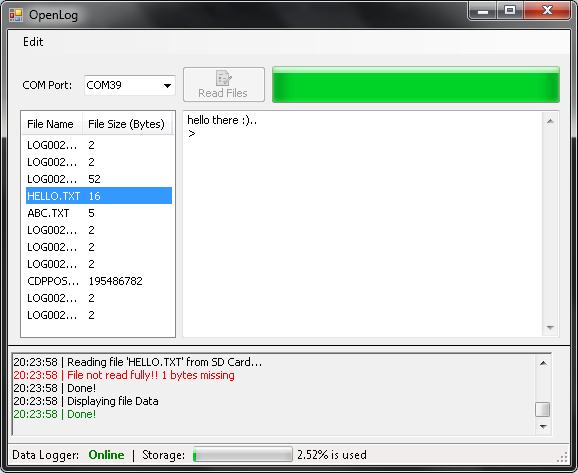 OpenLog
Edit
COM Port: COM39 Read Files
File Name File Size (Bytes)
LOG002... 2
LOG002... 2
LOG002... 52
HELLO.TXT 16
ABC.TXT 5
LOG002... 2
LOG002... 2
LOG002... 2
CDPPOS... 195486782
LOG002... 2
LOG002... 2
hello there :)..
>
20:23:58 | Reading file 'HELLO.TXT' from SD Card...
20:23:58 | File not read fully!! 1 bytes missing
20:23:58 | Done!
20:23:58 | Displaying file Data
20:23:58 | Done!
Data Logger: Online | Storage: 2.52% is used